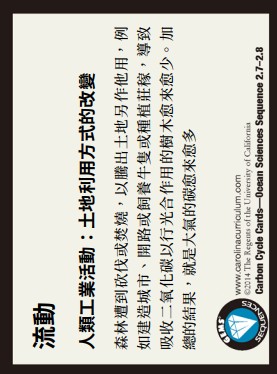 流動
人類工業活動：土地利用方式的改變
森林遭到砍伐或焚燒，以騰出土地另作他用，例
如建造城市、開路或飼養牛隻或種植莊稼，導致
吸收二氧化碳以行光合作用的樹木愈來愈少。加
總的結果，就是大氣的碳愈來愈多
GEMS SEQUENCES
www.carolinacurriculum.com
©2014 The Regents of the University of California
Carbon Cycle Cards—Ocean Sciences Sequence 2.7–2.8